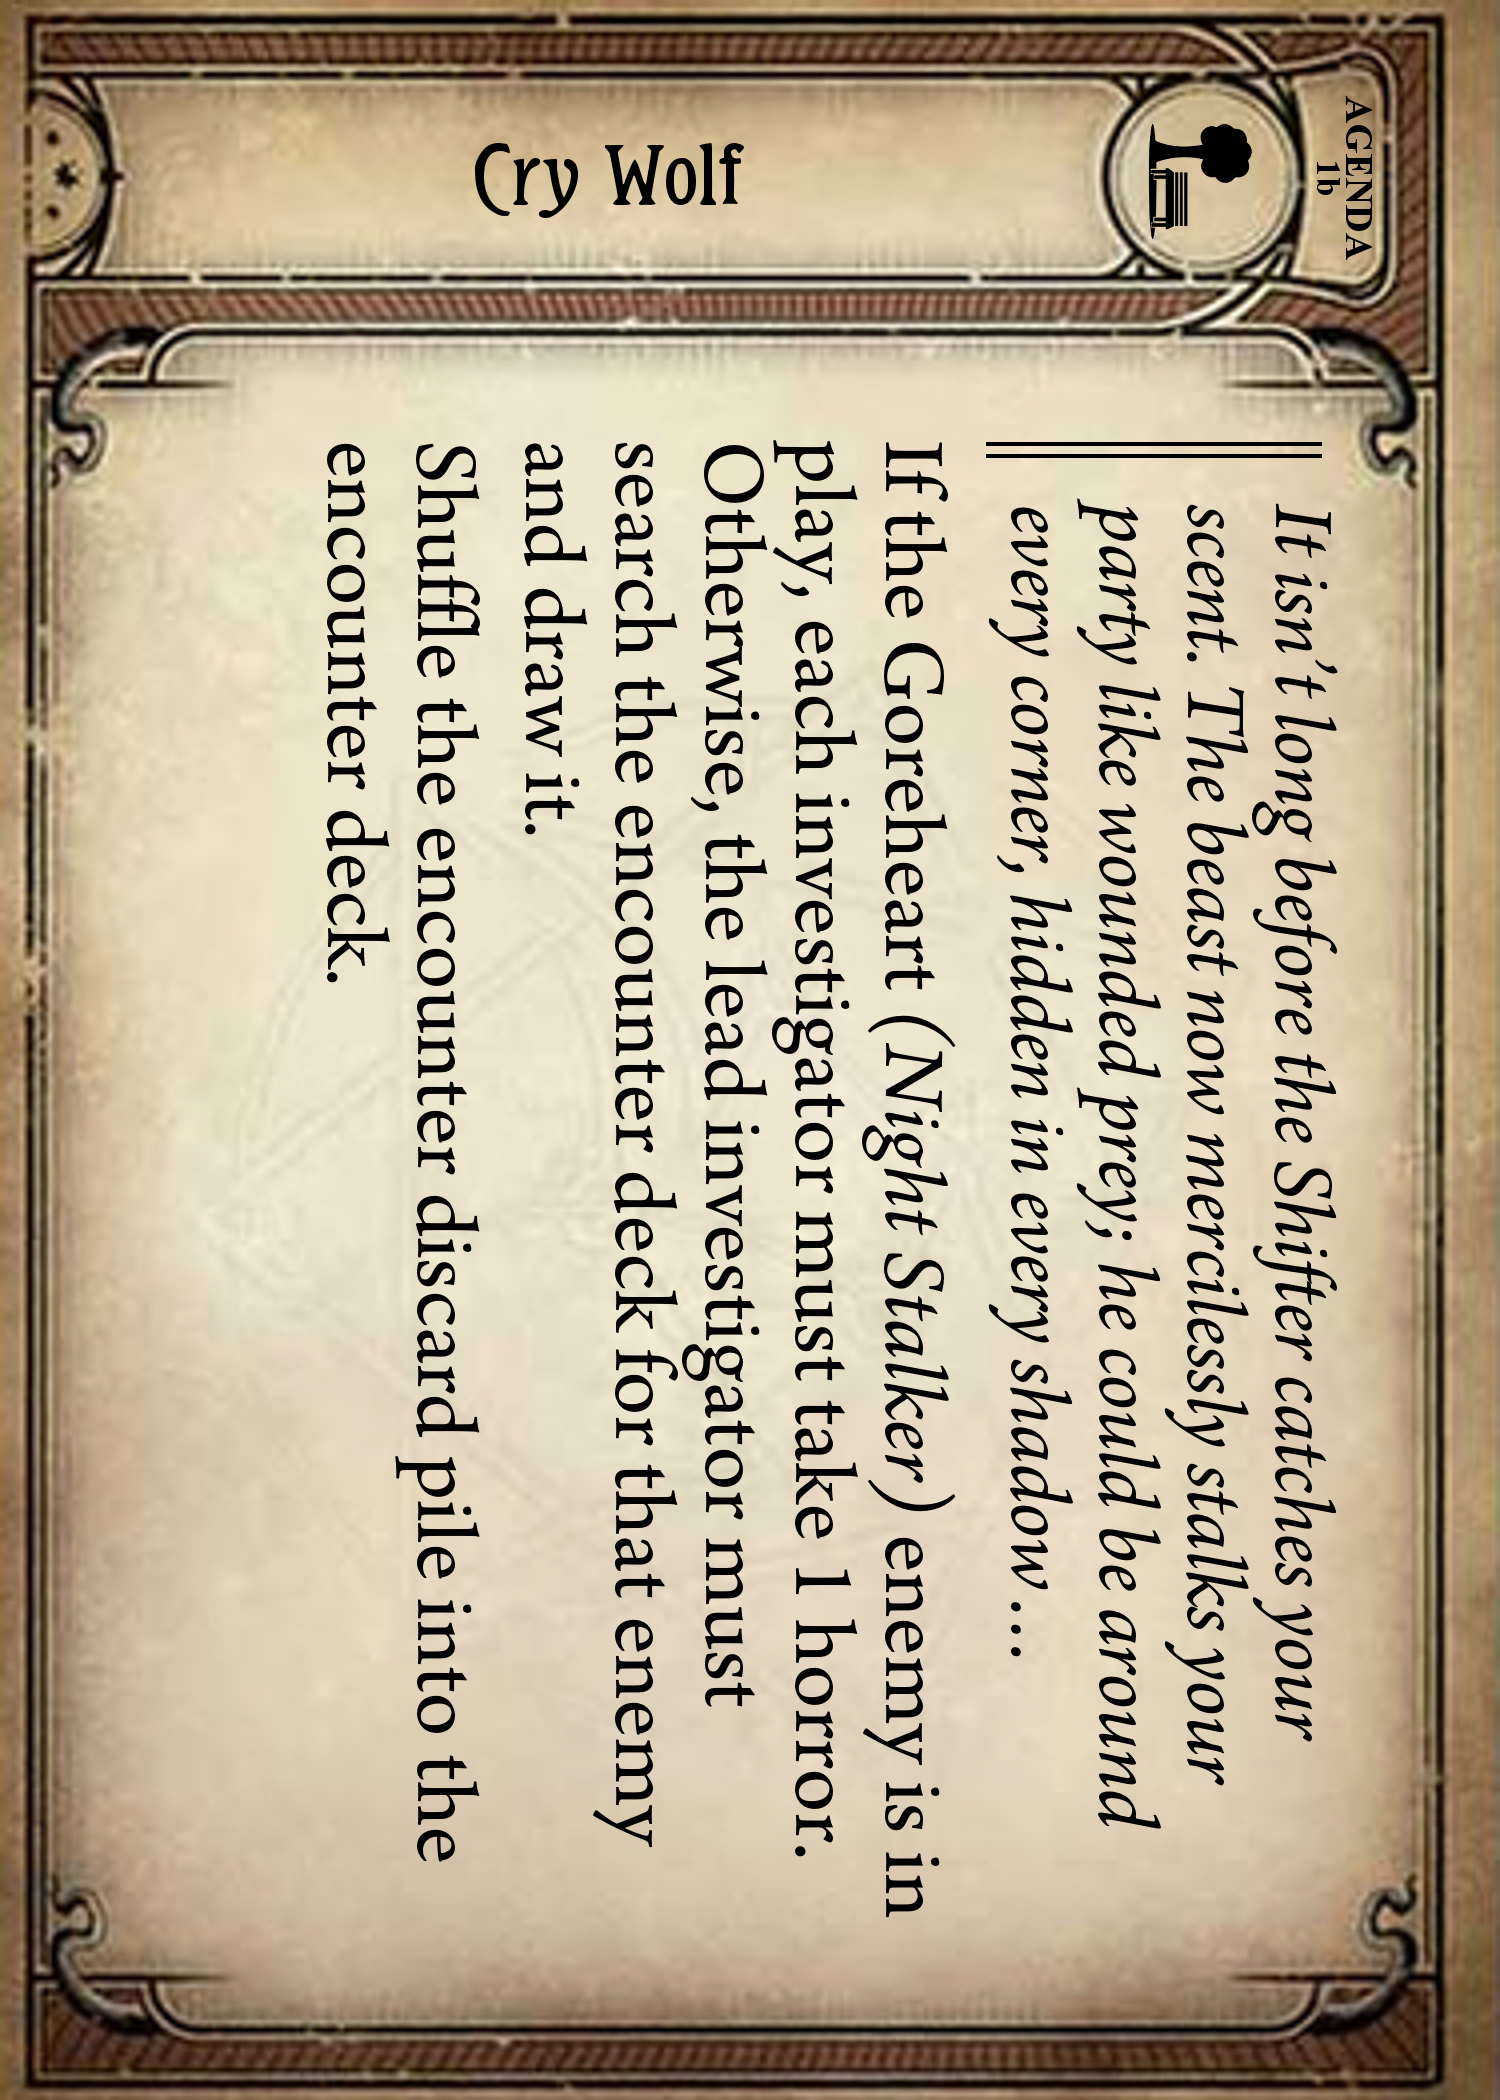 AGENDA
1b
Cry Wolf
It isn't long before the Shifter catches your
scent. The beast now mercilessly stalks your
party like wounded prey; he could be around
every corner, hidden in every shadow…
If the Goreheart (Night Stalker) enemy is in
play, each investigator must take 1 horror.
Otherwise, the lead investigator must
search the encounter deck for that enemy
and draw it.
Shuffle the encounter discard pile into the
encounter deck.